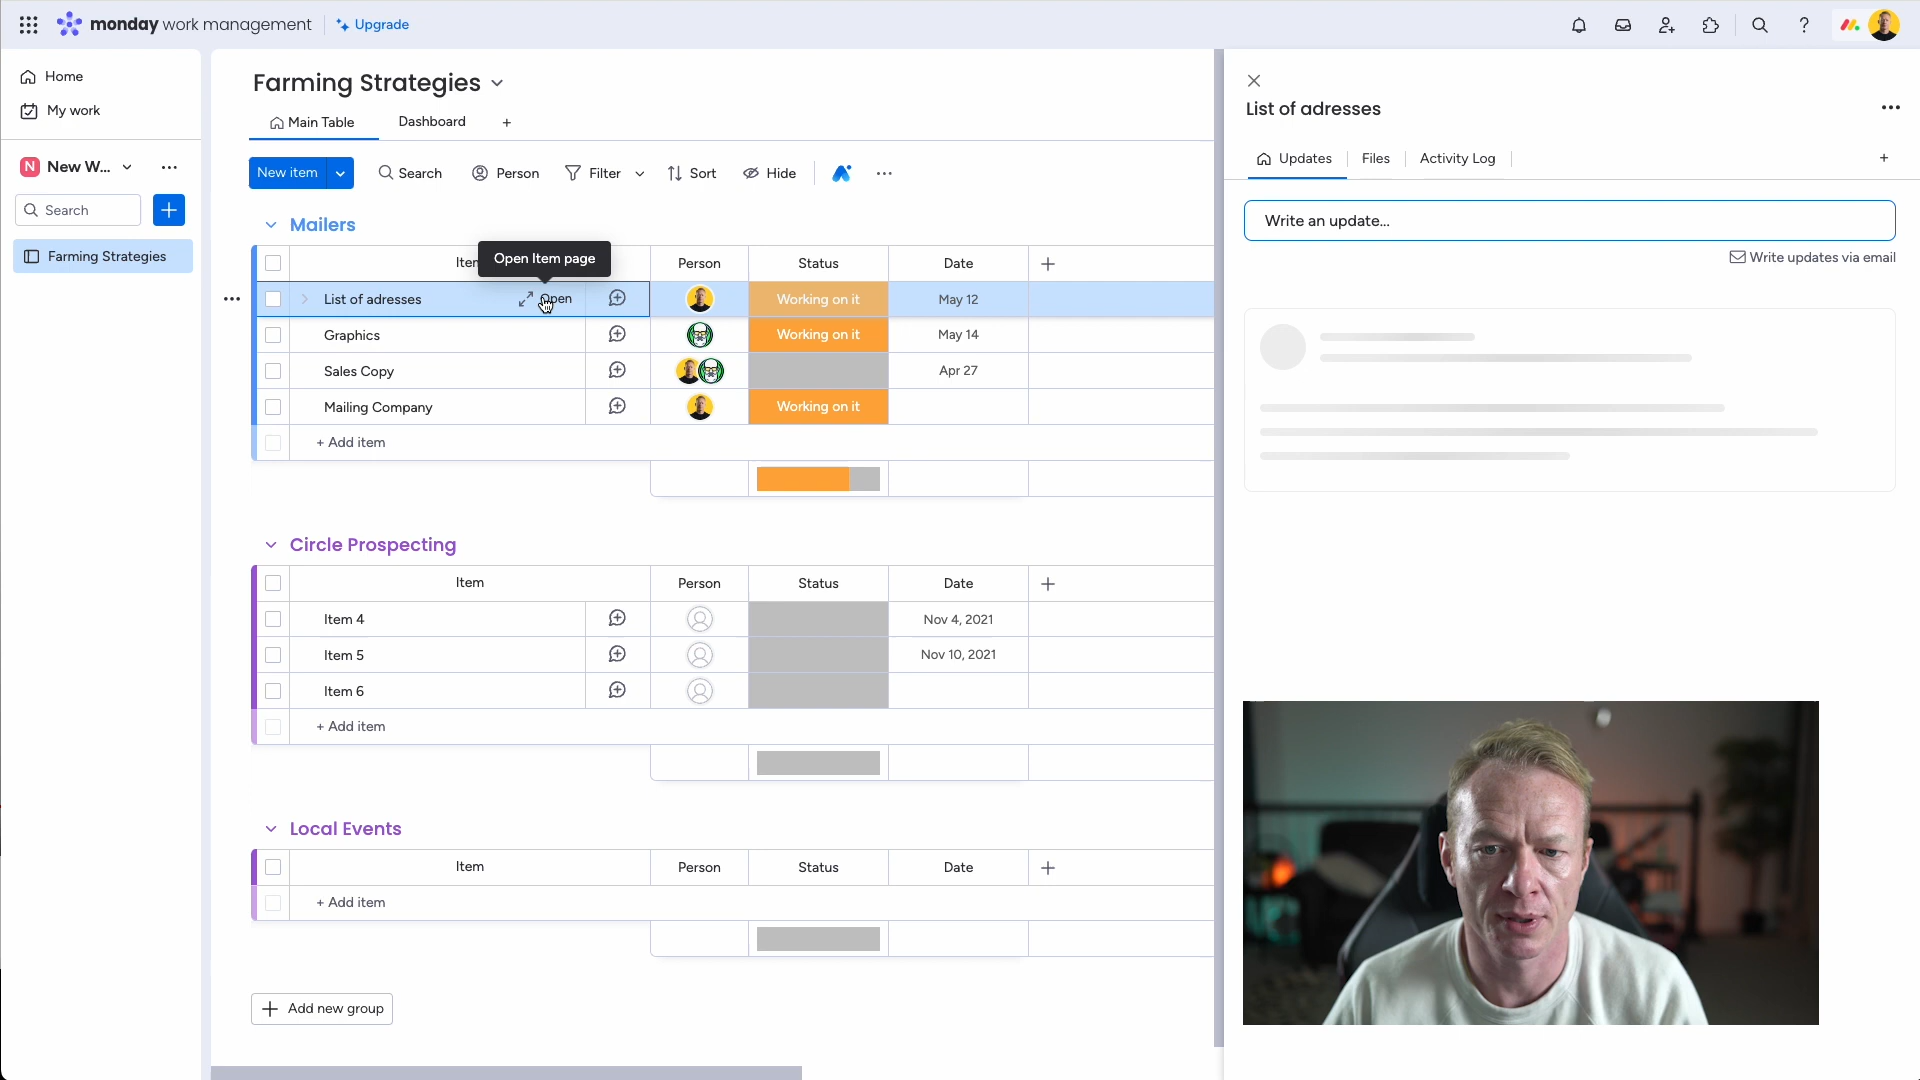 monday work management
Upgrade
Home
My work
N New W...
Search
Farming Strategies
Farming Strategies
Main Table
Dashboard
New item
Search
Person
Filter
Sort
Hide
Mailers
Item
Open Item page
Person
Status
Date
List of adresses
Open
Working on it
May 12
Graphics
Working on it
May 14
Sales Copy
Apr 27
Mailing Company
Working on it
+ Add item
Circle Prospecting
Item
Person
Status
Date
Item 4
Nov 4, 2021
Item 5
Nov 10, 2021
Item 6
+ Add item
Local Events
Item
Person
Status
Date
+ Add item
Add new group
List of adresses
Updates
Files
Activity Log
Write an update...
Write updates via email